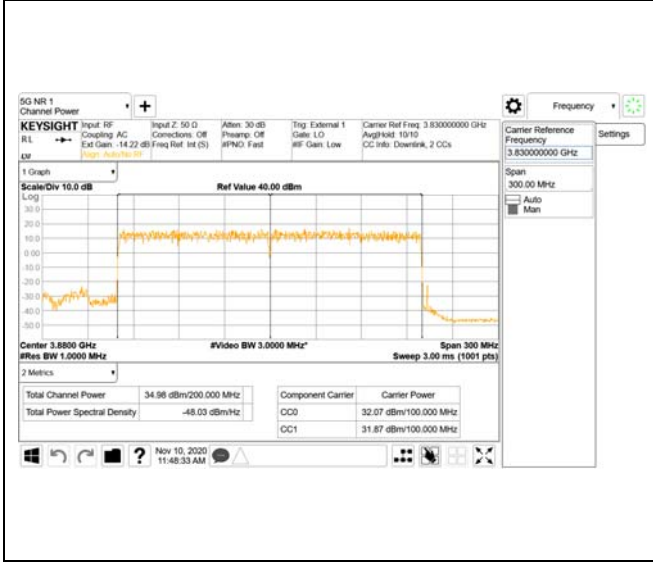 5G NR 1
Channel Power
Frequency
KEYSIGHT
RL
Input: RF
Coupling: AC
Ext Gain: -14.22 dB
Align: Auto/No RF
Input Z: 50 Ω
Corrections: Off
Freq Ref: Int (S)
Atten: 30 dB
Preamp: Off
#PNO: Fast
Trig: External 1
Gate: LO
#IF Gain: Low
Carrier Ref Freq: 3.830000000 GHz
Avg|Hold: 10/10
CC Info: Downlink, 2 CCs
Carrier Reference
Frequency
3.830000000 GHz
Settings
Span
300.00 MHz
Auto
Man
1 Graph
Scale/Div 10.0 dB
Ref Value 40.00 dBm
Log
30.0
20.0
10.0
0.00
-10.0
-20.0
-30.0
-40.0
-50.0
Center 3.8800 GHz
#Video BW 3.0000 MHz*
Span 300 MHz
#Res BW 1.0000 MHz
Sweep 3.00 ms (1001 pts)
2 Metrics
Total Channel Power 34.98 dBm/200.000 MHz
Total Power Spectral Density -48.03 dBm/Hz
Component Carrier Carrier Power
CC0 32.07 dBm/100.000 MHz
CC1 31.87 dBm/100.000 MHz
?
Nov 10, 2020
11:48:33 AM